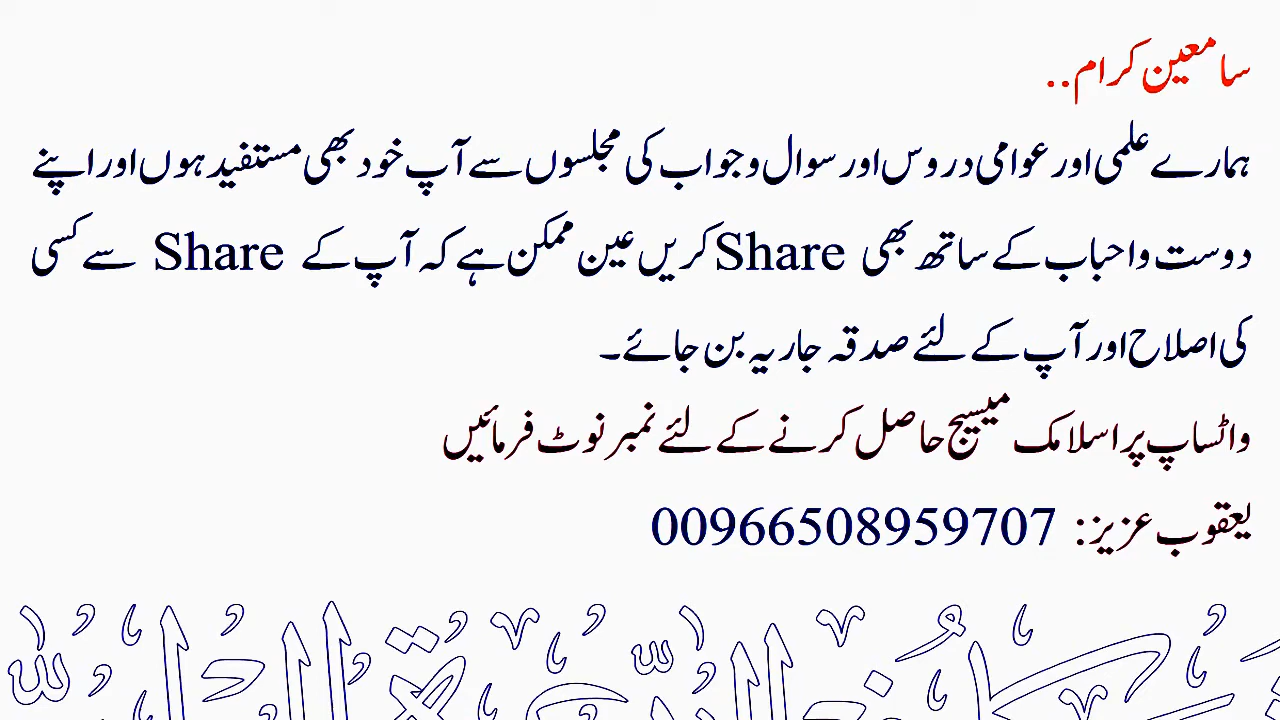 سامعین کرام..
ہمارے علمی اور عوامی دروس اور سوال وجواب کی مجلسوں سے آپ خود بھی مستفید ہوں اور اپنے
دوست واحباب کے ساتھ بھی Share کریں عین ممکن ہے کہ آپ کے Share سے کسی
کی اصلاح اور آپ کے لئے صدقہ جاریہ بن جائے۔
واٹساپ پر اسلامک میسیج حاصل کرنے کے لئے نمبر نوٹ فرمائیں
یعقوب عزیز: 00966508959707